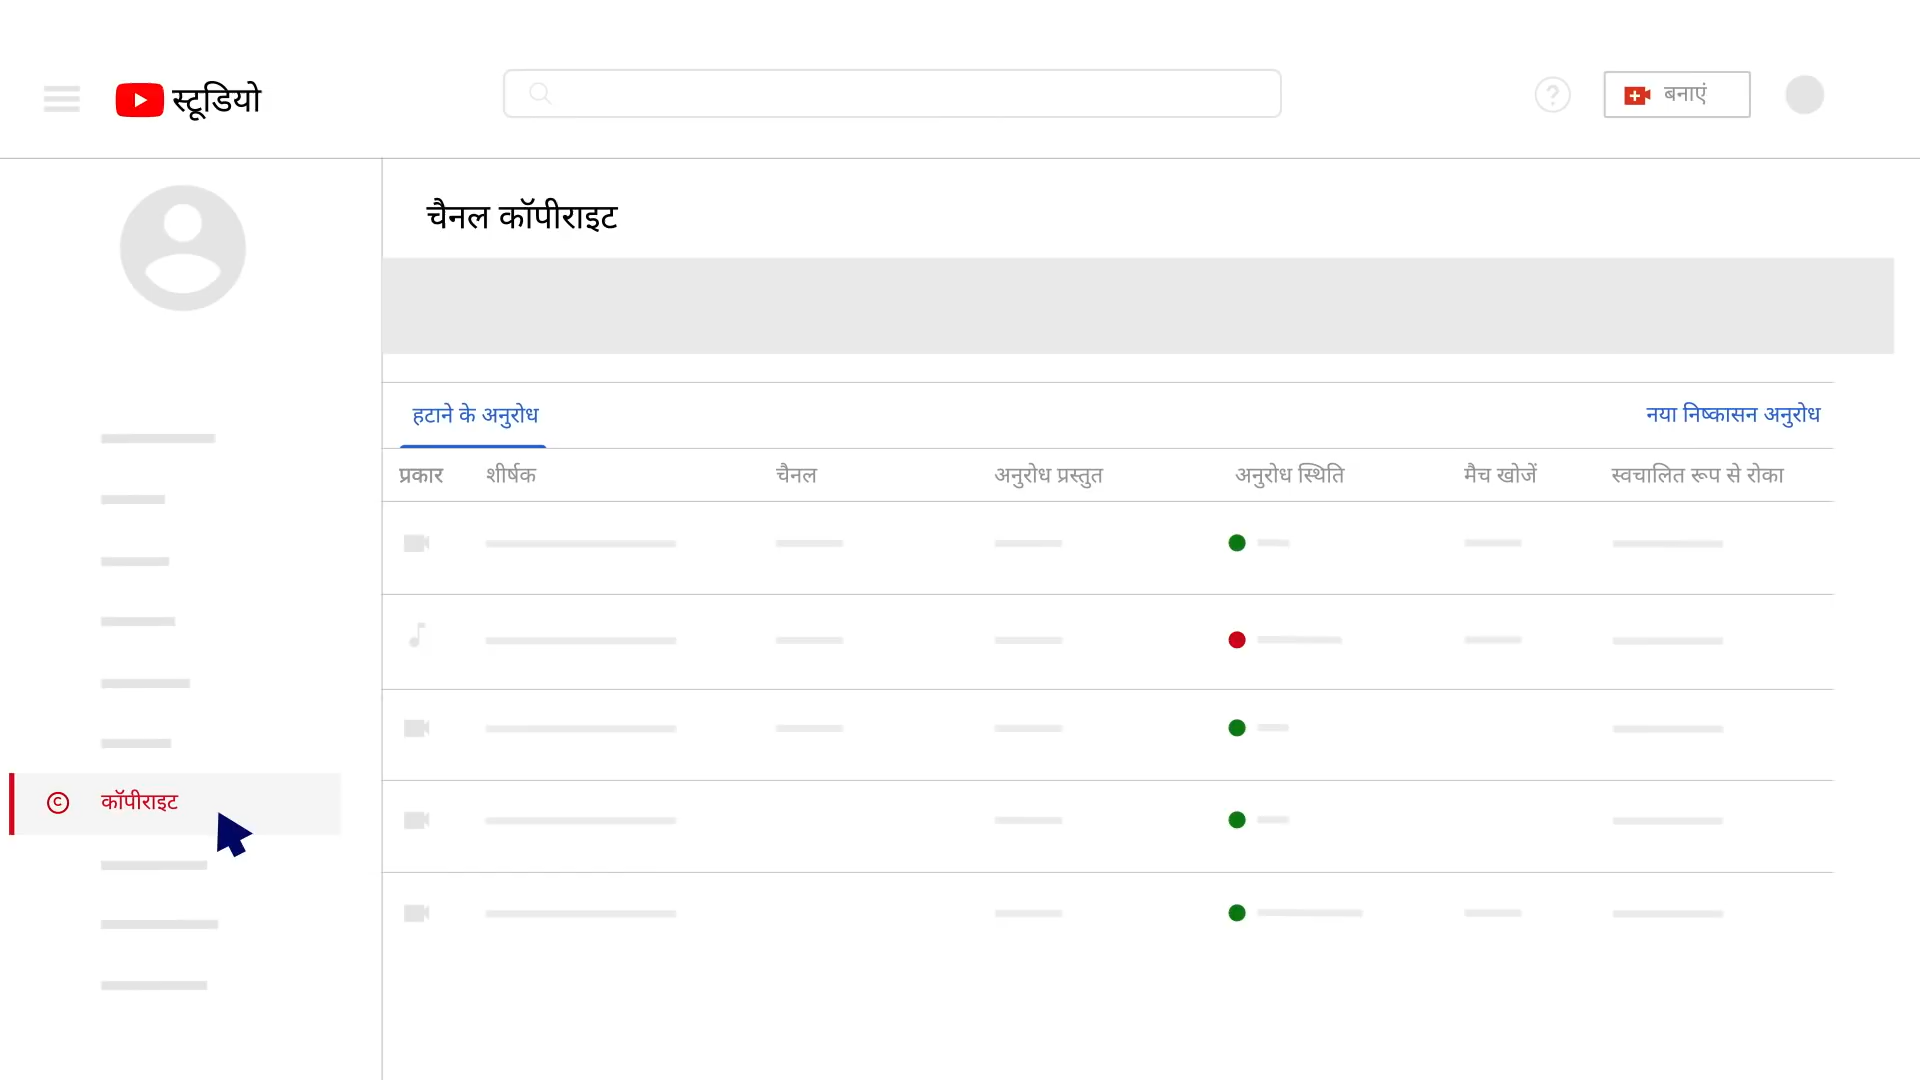 स्टूडियो
बनाएं
चैनल कॉपीराइट
हटाने के अनुरोध
नया निष्कासन अनुरोध
प्रकार शीर्षक चैनल अनुरोध प्रस्तुत अनुरोध स्थिति मैच खोजें स्वचालित रूप से रोका
कॉपीराइट